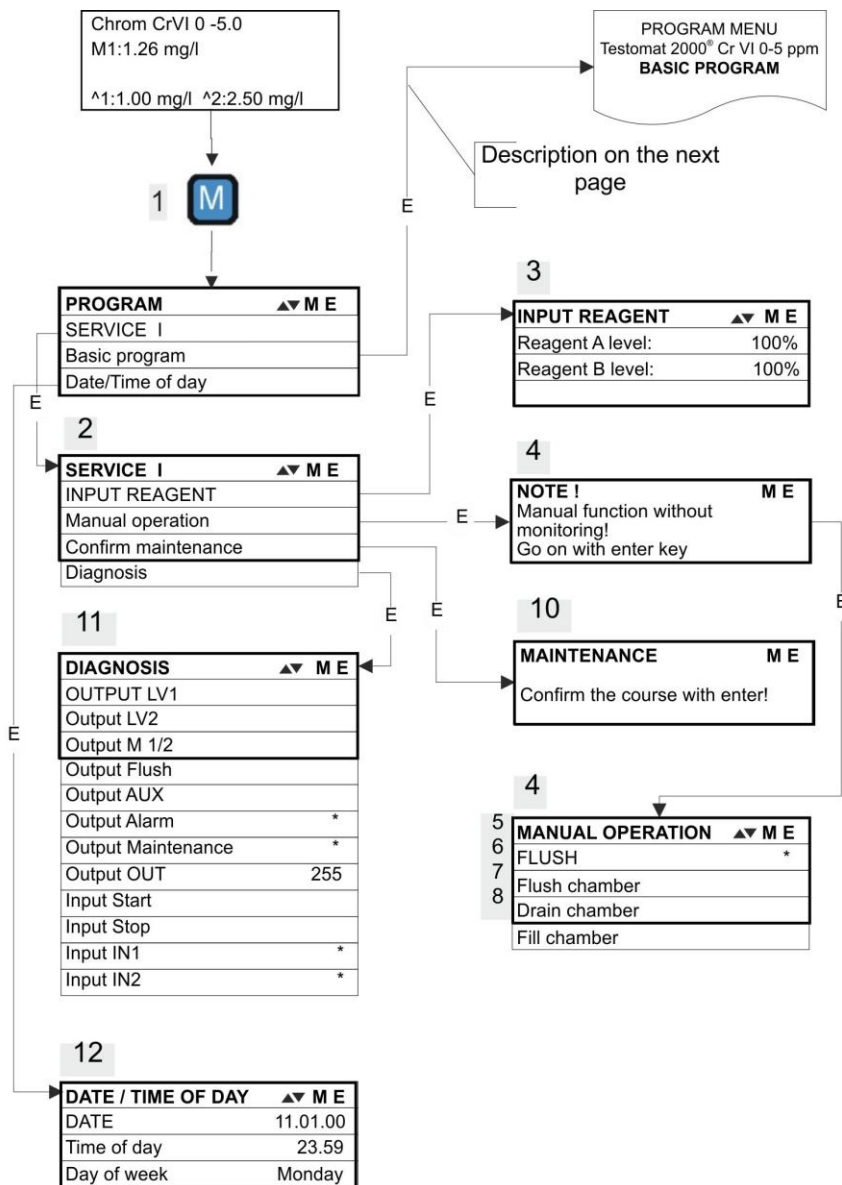 Chrom CrVI 0 -5.0
M1:1.26 mg/l
^1:1.00 mg/l ^2:2.50 mg/l
PROGRAM MENU
Testomat 2000® Cr VI 0-5 ppm
BASIC PROGRAM
Description on the next
page
1
M
E
PROGRAM ▲▼ M E
SERVICE I
Basic program
Date/Time of day
E
3
INPUT REAGENT ▲▼ M E
Reagent A level: 100%
Reagent B level: 100%
E
2
SERVICE I ▲▼ M E
INPUT REAGENT
Manual operation
Confirm maintenance
Diagnosis
E
4
NOTE ! M E
Manual function without
monitoring!
Go on with enter key
E
E
E
11
DIAGNOSIS ▲▼ M E
OUTPUT LV1
Output LV2
Output M 1/2
Output Flush
Output AUX
Output Alarm *
Output Maintenance *
Output OUT 255
Input Start
Input Stop
Input IN1 *
Input IN2 *
10
MAINTENANCE M E
Confirm the course with enter!
E
4
5
6
7
8
MANUAL OPERATION ▲▼ M E
FLUSH *
Flush chamber
Drain chamber
Fill chamber
12
DATE / TIME OF DAY ▲▼ M E
DATE 11.01.00
Time of day 23.59
Day of week Monday